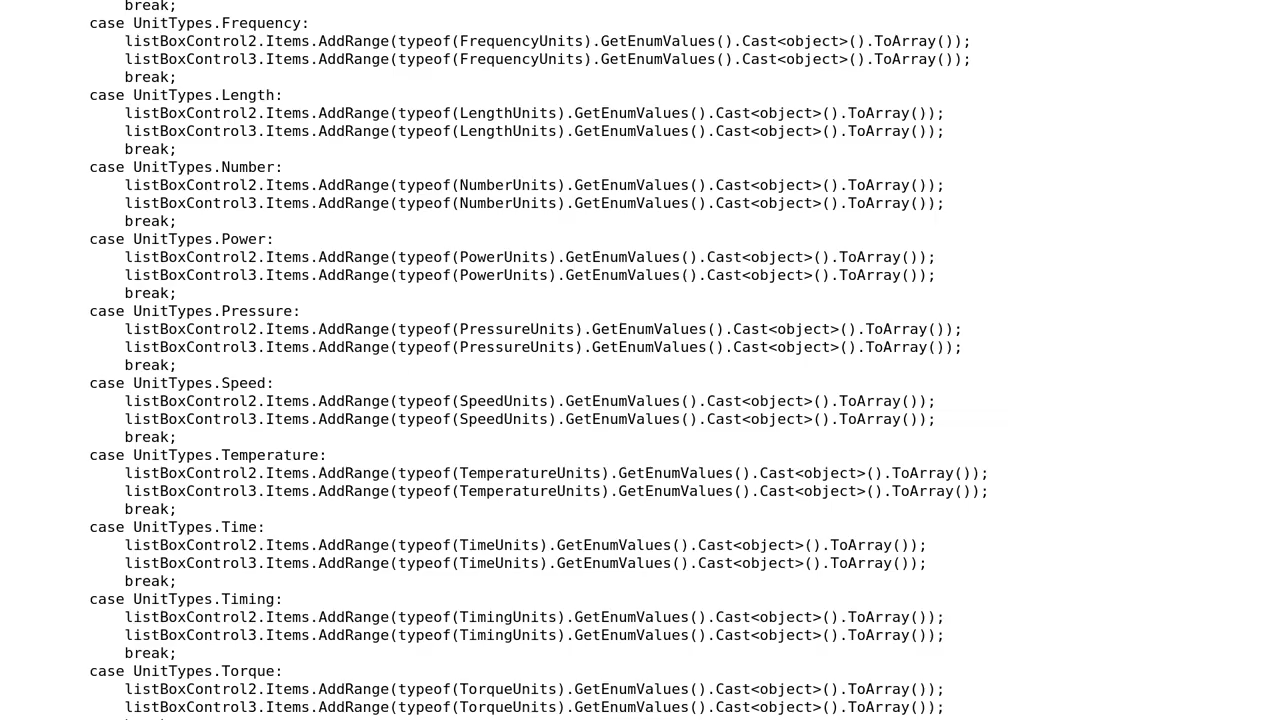 break;
case UnitTypes.Frequency:
listBoxControl2.Items.AddRange(typeof(FrequencyUnits).GetEnumValues().Cast<object>().ToArray());
listBoxControl3.Items.AddRange(typeof(FrequencyUnits).GetEnumValues().Cast<object>().ToArray());
break;
case UnitTypes.Length:
listBoxControl2.Items.AddRange(typeof(LengthUnits).GetEnumValues().Cast<object>().ToArray());
listBoxControl3.Items.AddRange(typeof(LengthUnits).GetEnumValues().Cast<object>().ToArray());
break;
case UnitTypes.Number:
listBoxControl2.Items.AddRange(typeof(NumberUnits).GetEnumValues().Cast<object>().ToArray());
listBoxControl3.Items.AddRange(typeof(NumberUnits).GetEnumValues().Cast<object>().ToArray());
break;
case UnitTypes.Power:
listBoxControl2.Items.AddRange(typeof(PowerUnits).GetEnumValues().Cast<object>().ToArray());
listBoxControl3.Items.AddRange(typeof(PowerUnits).GetEnumValues().Cast<object>().ToArray());
break;
case UnitTypes.Pressure:
listBoxControl2.Items.AddRange(typeof(PressureUnits).GetEnumValues().Cast<object>().ToArray());
listBoxControl3.Items.AddRange(typeof(PressureUnits).GetEnumValues().Cast<object>().ToArray());
break;
case UnitTypes.Speed:
listBoxControl2.Items.AddRange(typeof(SpeedUnits).GetEnumValues().Cast<object>().ToArray());
listBoxControl3.Items.AddRange(typeof(SpeedUnits).GetEnumValues().Cast<object>().ToArray());
break;
case UnitTypes.Temperature:
listBoxControl2.Items.AddRange(typeof(TemperatureUnits).GetEnumValues().Cast<object>().ToArray());
listBoxControl3.Items.AddRange(typeof(TemperatureUnits).GetEnumValues().Cast<object>().ToArray());
break;
case UnitTypes.Time:
listBoxControl2.Items.AddRange(typeof(TimeUnits).GetEnumValues().Cast<object>().ToArray());
listBoxControl3.Items.AddRange(typeof(TimeUnits).GetEnumValues().Cast<object>().ToArray());
break;
case UnitTypes.Timing:
listBoxControl2.Items.AddRange(typeof(TimingUnits).GetEnumValues().Cast<object>().ToArray());
listBoxControl3.Items.AddRange(typeof(TimingUnits).GetEnumValues().Cast<object>().ToArray());
break;
case UnitTypes.Torque:
listBoxControl2.Items.AddRange(typeof(TorqueUnits).GetEnumValues().Cast<object>().ToArray());
listBoxControl3.Items.AddRange(typeof(TorqueUnits).GetEnumValues().Cast<object>().ToArray());